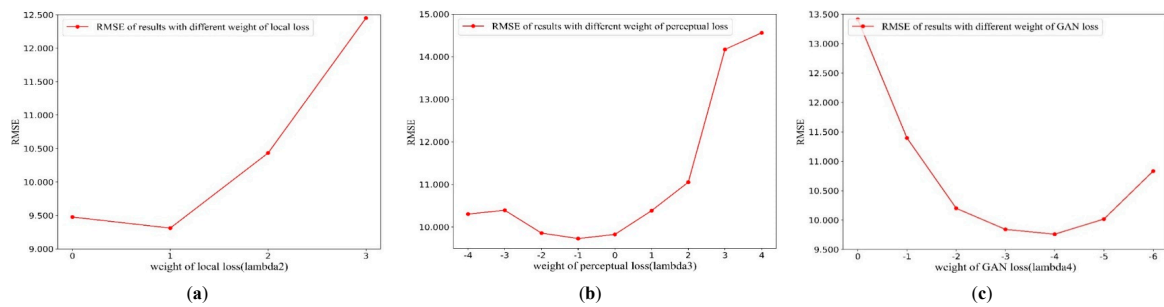 12.500
12.000
11.500
11.000
10.500
10.000
9.500
9.000
RMSE
RMSE of results with different weight of local loss
0 1 2 3
weight of local loss(lambda2)
(a)
15.000
14.000
13.000
12.000
11.000
10.000
RMSE
RMSE of results with different weight of perceptual loss
-4 -3 -2 -1 0 1 2 3 4
weight of perceptual loss(lambda3)
(b)
13.500
13.000
12.500
12.000
11.500
11.000
10.500
10.000
9.500
RMSE
RMSE of results with different weight of GAN loss
0 -1 -2 -3 -4 -5 -6
weight of GAN loss(lambda4)
(c)